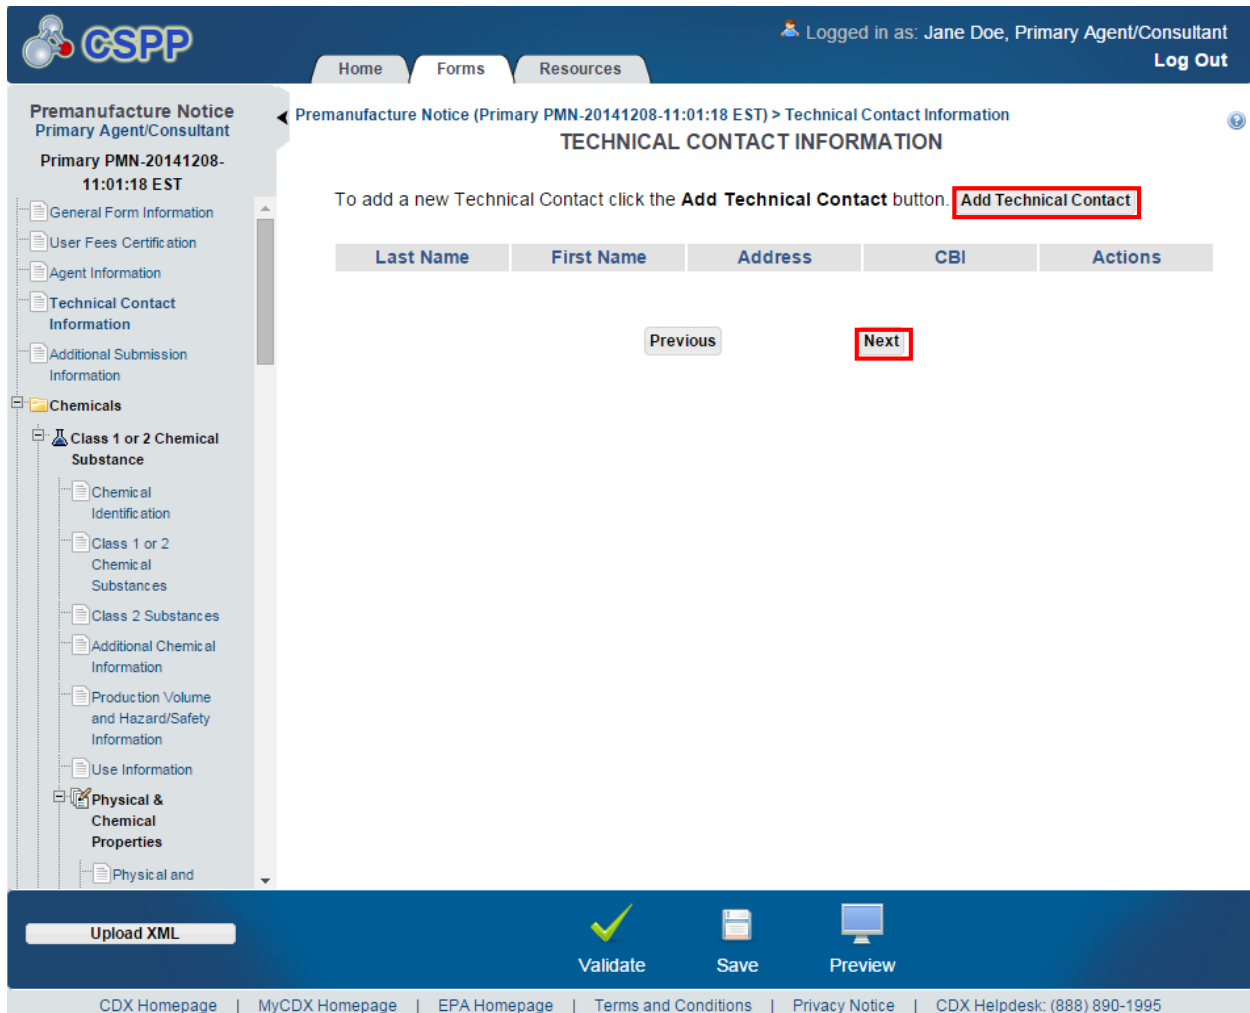 CSPP
Logged in as: Jane Doe, Primary Agent/Consultant
Log Out
Home Forms Resources
Premanufacture Notice
Primary Agent/Consultant
Primary PMN-20141208-
11:01:18 EST
General Form Information
User Fees Certification
Agent Information
Technical Contact
Information
Additional Submission
Information
Chemicals
Class 1 or 2 Chemical
Substance
Chemical
Identification
Class 1 or 2
Chemical
Substances
Class 2 Substances
Additional Chemical
Information
Production Volume
and Hazard/Safety
Information
Use Information
Physical &
Chemical
Properties
Physical and
Premanufacture Notice (Primary PMN-20141208-11:01:18 EST) > Technical Contact Information
TECHNICAL CONTACT INFORMATION
To add a new Technical Contact click the Add Technical Contact button. Add Technical Contact
Last Name First Name Address CBI Actions
Previous Next
Upload XML
Validate Save Preview
CDX Homepage | MyCDX Homepage | EPA Homepage | Terms and Conditions | Privacy Notice | CDX Helpdesk: (888) 890-1995